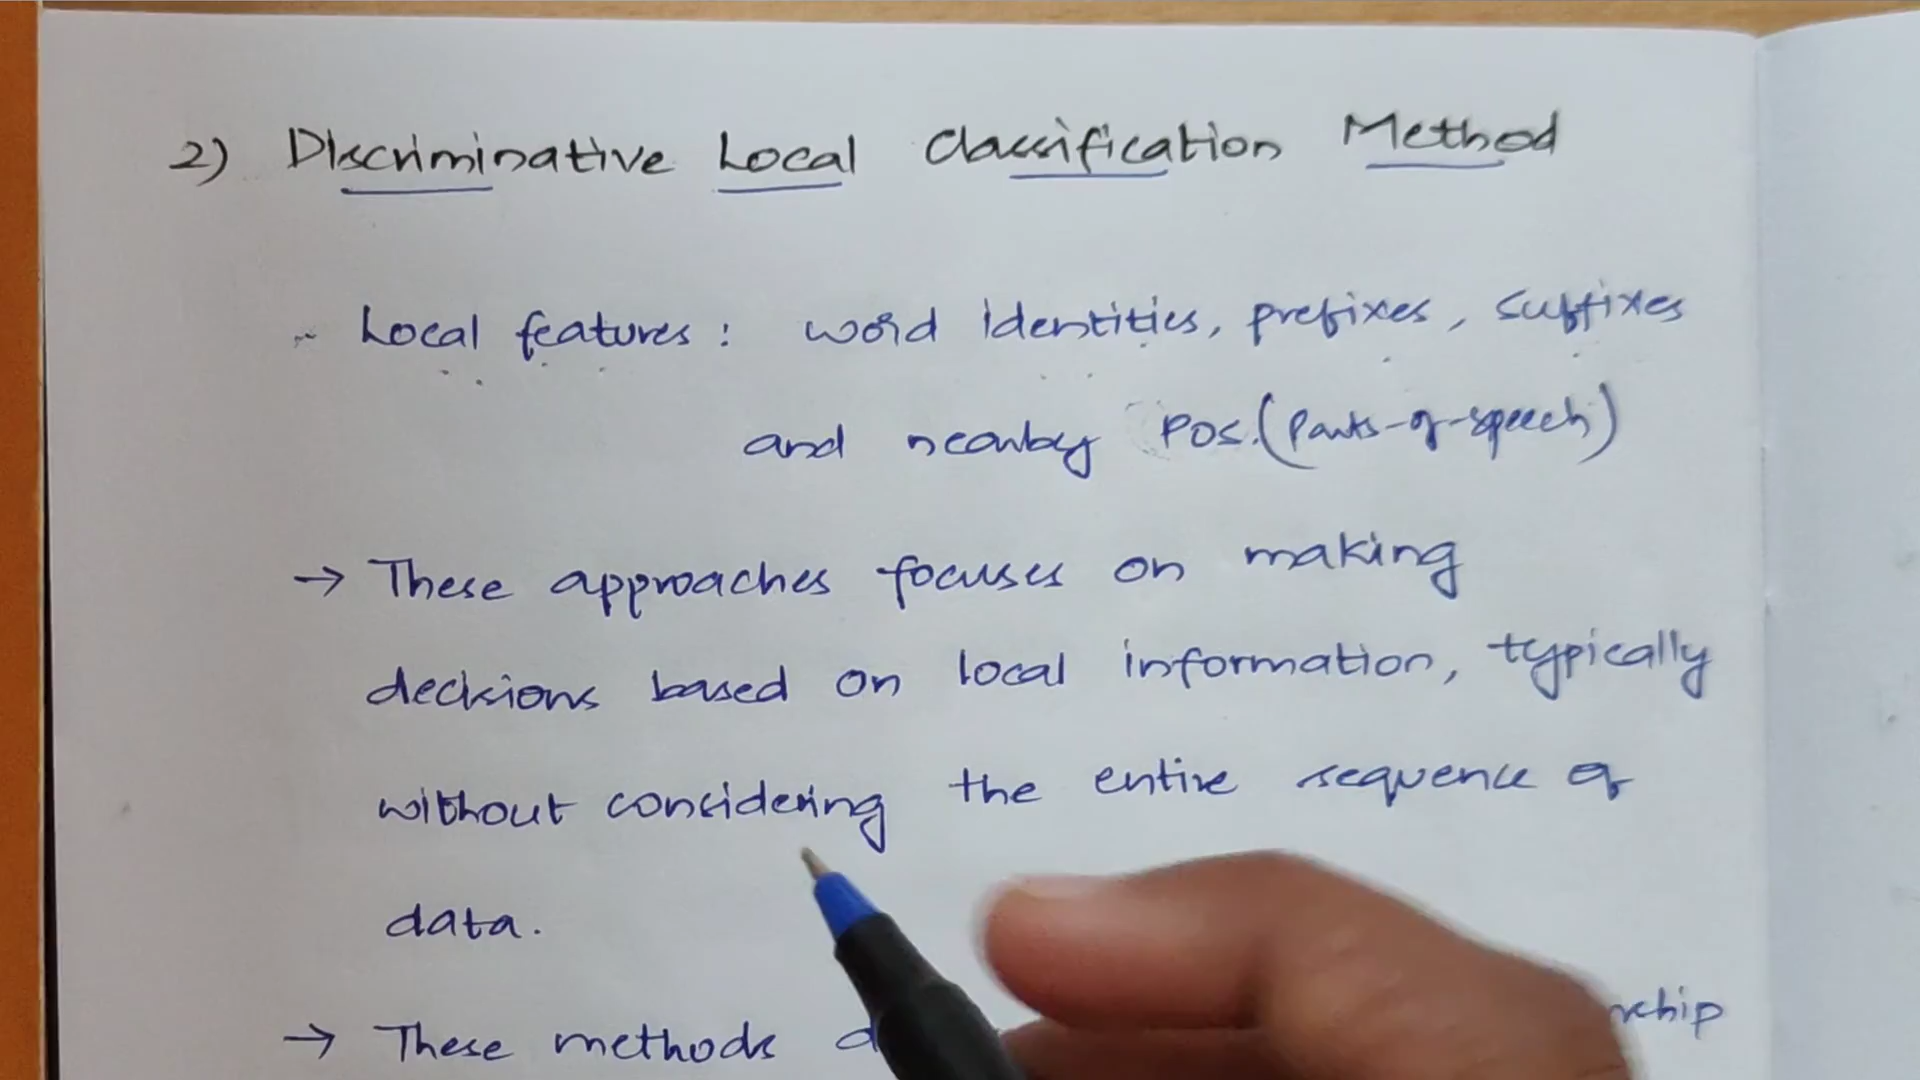 2) Discriminative Local Classification Method
Local features : word identities, prefixes, suffixes
and nearby POS. (Parts-of-speech)
→ These approaches focuses on making
decisions based on local information, typically
without considering the entire sequence of
data.
→ These methods